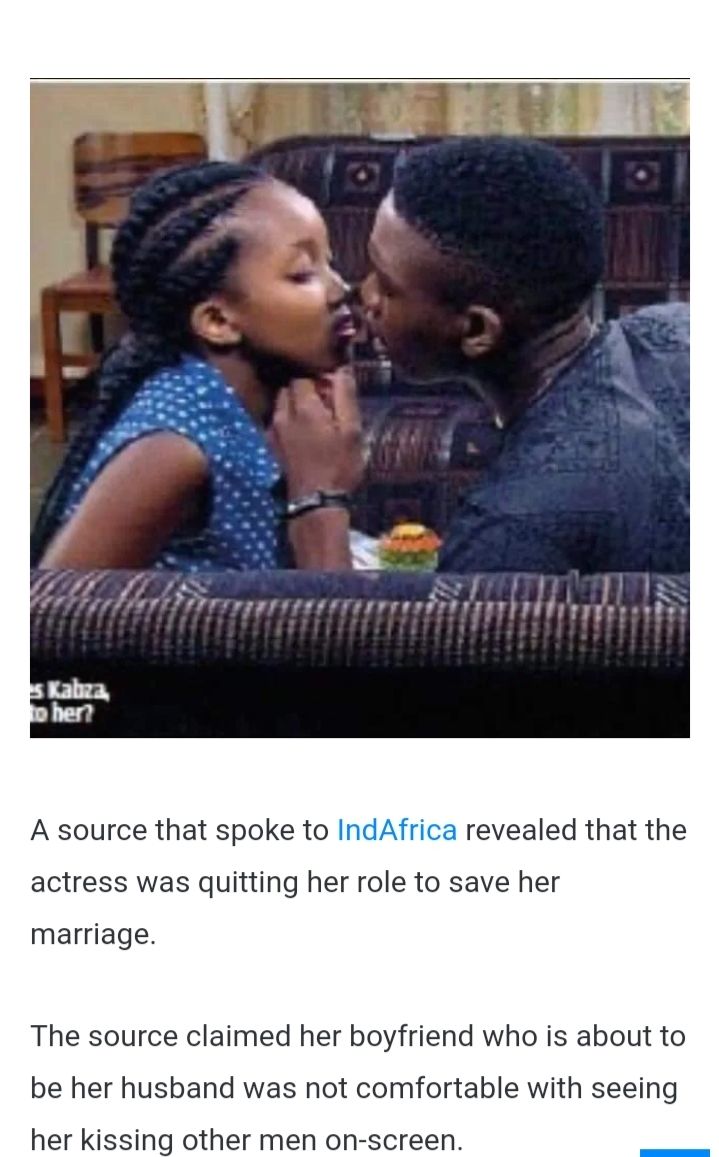 es Kabza,
to her?
A source that spoke to IndAfrica revealed that the
actress was quitting her role to save her
marriage.
The source claimed her boyfriend who is about to
be her husband was not comfortable with seeing
her kissing other men on-screen.